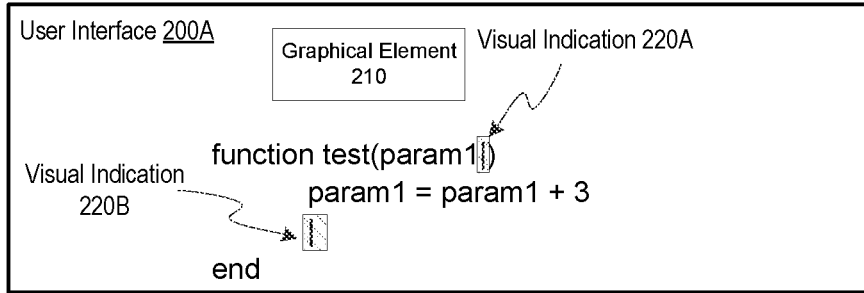 User Interface 200A
Graphical Element
210
Visual Indication 220A
function test(param1 )
Visual Indication
220B
param1 = param1 + 3
end